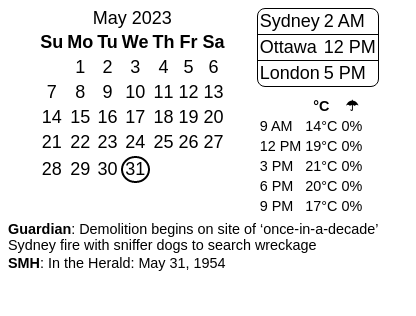 May 2023
Su Mo Tu We Th Fr Sa
1 2 3 4 5 6
7 8 9 10 11 12 13
14 15 16 17 18 19 20
21 22 23 24 25 26 27
28 29 30 31
Sydney 2 AM
Ottawa 12 PM
London 5 PM
°C ☂
9 AM 14°C 0%
12 PM 19°C 0%
3 PM 21°C 0%
6 PM 20°C 0%
9 PM 17°C 0%
Guardian: Demolition begins on site of ‘once-in-a-decade’
Sydney fire with sniffer dogs to search wreckage
SMH: In the Herald: May 31, 1954